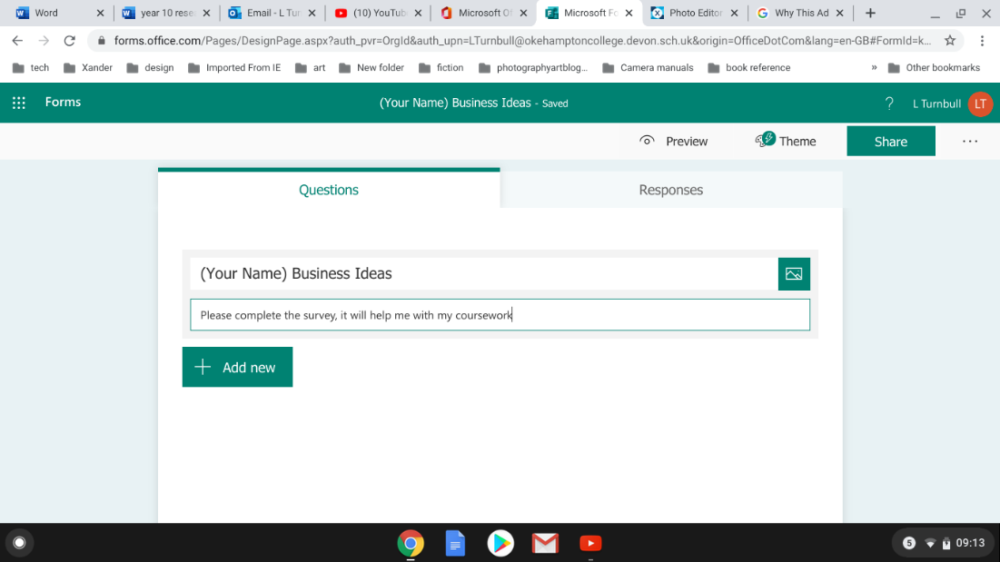 Word
year 10 rese
Email - L Tur
(10) YouTub
Microsoft Of
Microsoft Fo
Photo Editor
Why This Ad
forms.office.com/Pages/DesignPage.aspx?auth_pvr=OrgId&auth_upn=LTurnbull@okehamptoncollege.devon.sch.uk&origin=OfficeDotCom&lang=en-GB#FormId=k...
tech
Xander
design
Imported From IE
art
New folder
fiction
photographyartblog...
Camera manuals
book reference
»
Other bookmarks
Forms
(Your Name) Business Ideas - Saved
?
L Turnbull
LT
Preview
Theme
Share
...
Questions
Responses
(Your Name) Business Ideas
Please complete the survey, it will help me with my coursework
+ Add new
5
09:13